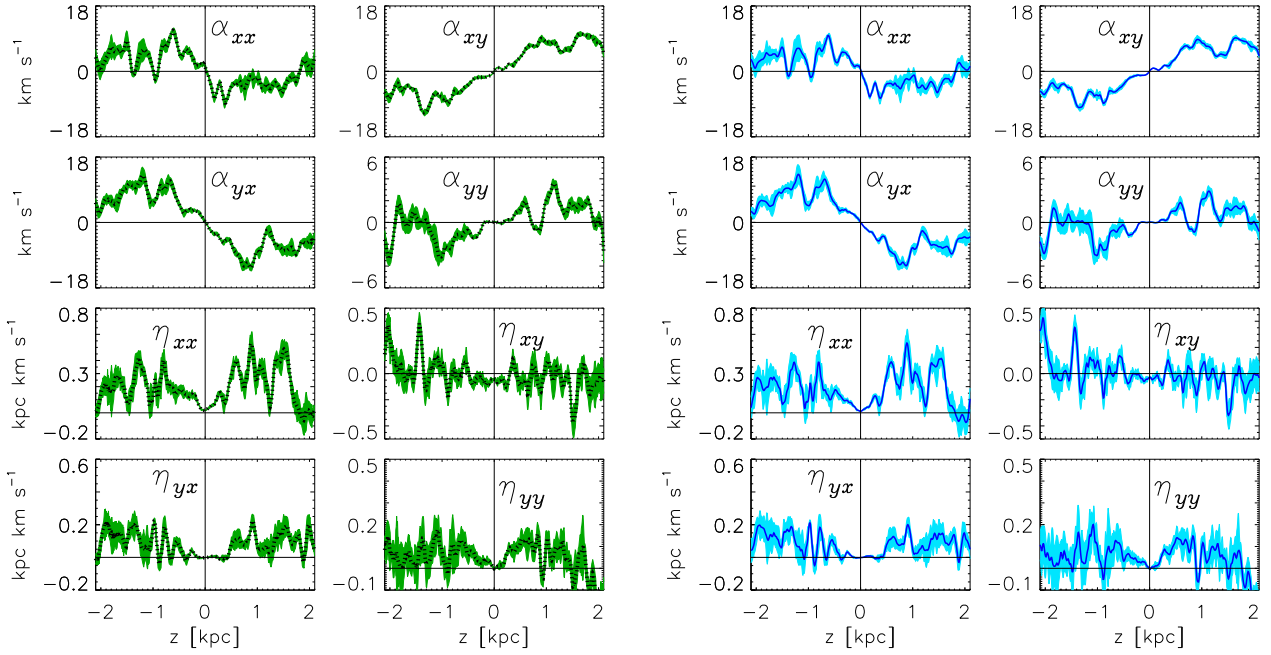 18 α_xx 18 α_xy 18 α_xx 18 α_xy
km s⁻¹ 0 0 km s⁻¹ 0 0
−18 −18 −18 −18
18 α_yx 6 α_yy 18 α_yx 6 α_yy
km s⁻¹ 0 0 km s⁻¹ 0 0
−18 −6 −18 −6
0.8 η_xx 0.5 η_xy 0.8 η_xx 0.5 η_xy
kpc km s⁻¹ 0.3 0.0 kpc km s⁻¹ 0.3 0.0
−0.2 −0.5 −0.2 −0.5
0.6 η_yx 0.5 η_yy 0.6 η_yx 0.5 η_yy
kpc km s⁻¹ 0.2 0.2 kpc km s⁻¹ 0.2 0.2
−0.2 −0.1 −0.2 −0.1
−2 −1 0 1 2 −2 −1 0 1 2 −2 −1 0 1 2 −2 −1 0 1 2
z [kpc] z [kpc] z [kpc] z [kpc]